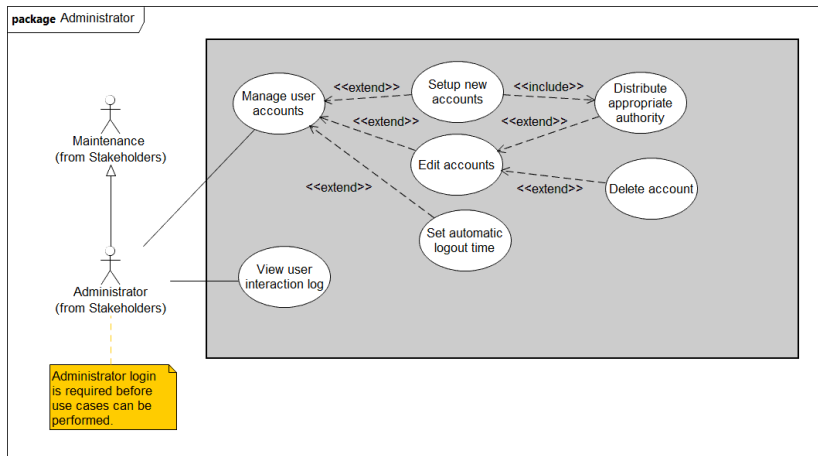 package Administrator
Manage user
accounts
<<extend>>
Setup new
accounts
<<include>>
Distribute
appropriate
authority
<<extend>>
<<extend>>
Edit accounts
<<extend>>
Delete account
<<extend>>
Set automatic
logout time
View user
interaction log
Maintenance
(from Stakeholders)
Administrator
(from Stakeholders)
Administrator login
is required before
use cases can be
performed.